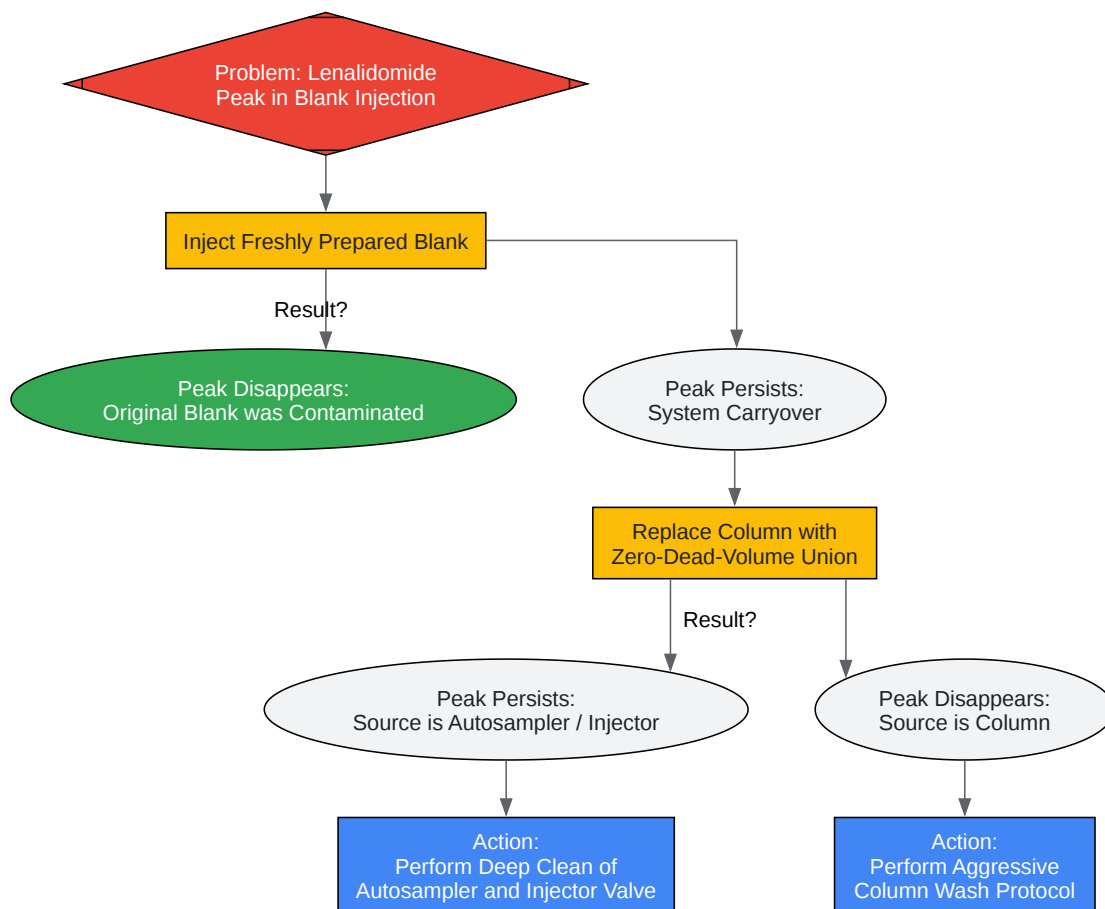 Problem: Lenalidomide
Peak in Blank Injection
Inject Freshly Prepared Blank
Result?
Peak Disappears:
Original Blank was Contaminated
Peak Persists:
System Carryover
Replace Column with
Zero-Dead-Volume Union
Result?
Peak Persists:
Source is Autosampler / Injector
Peak Disappears:
Source is Column
Action:
Perform Deep Clean of
Autosampler and Injector Valve
Action:
Perform Aggressive
Column Wash Protocol